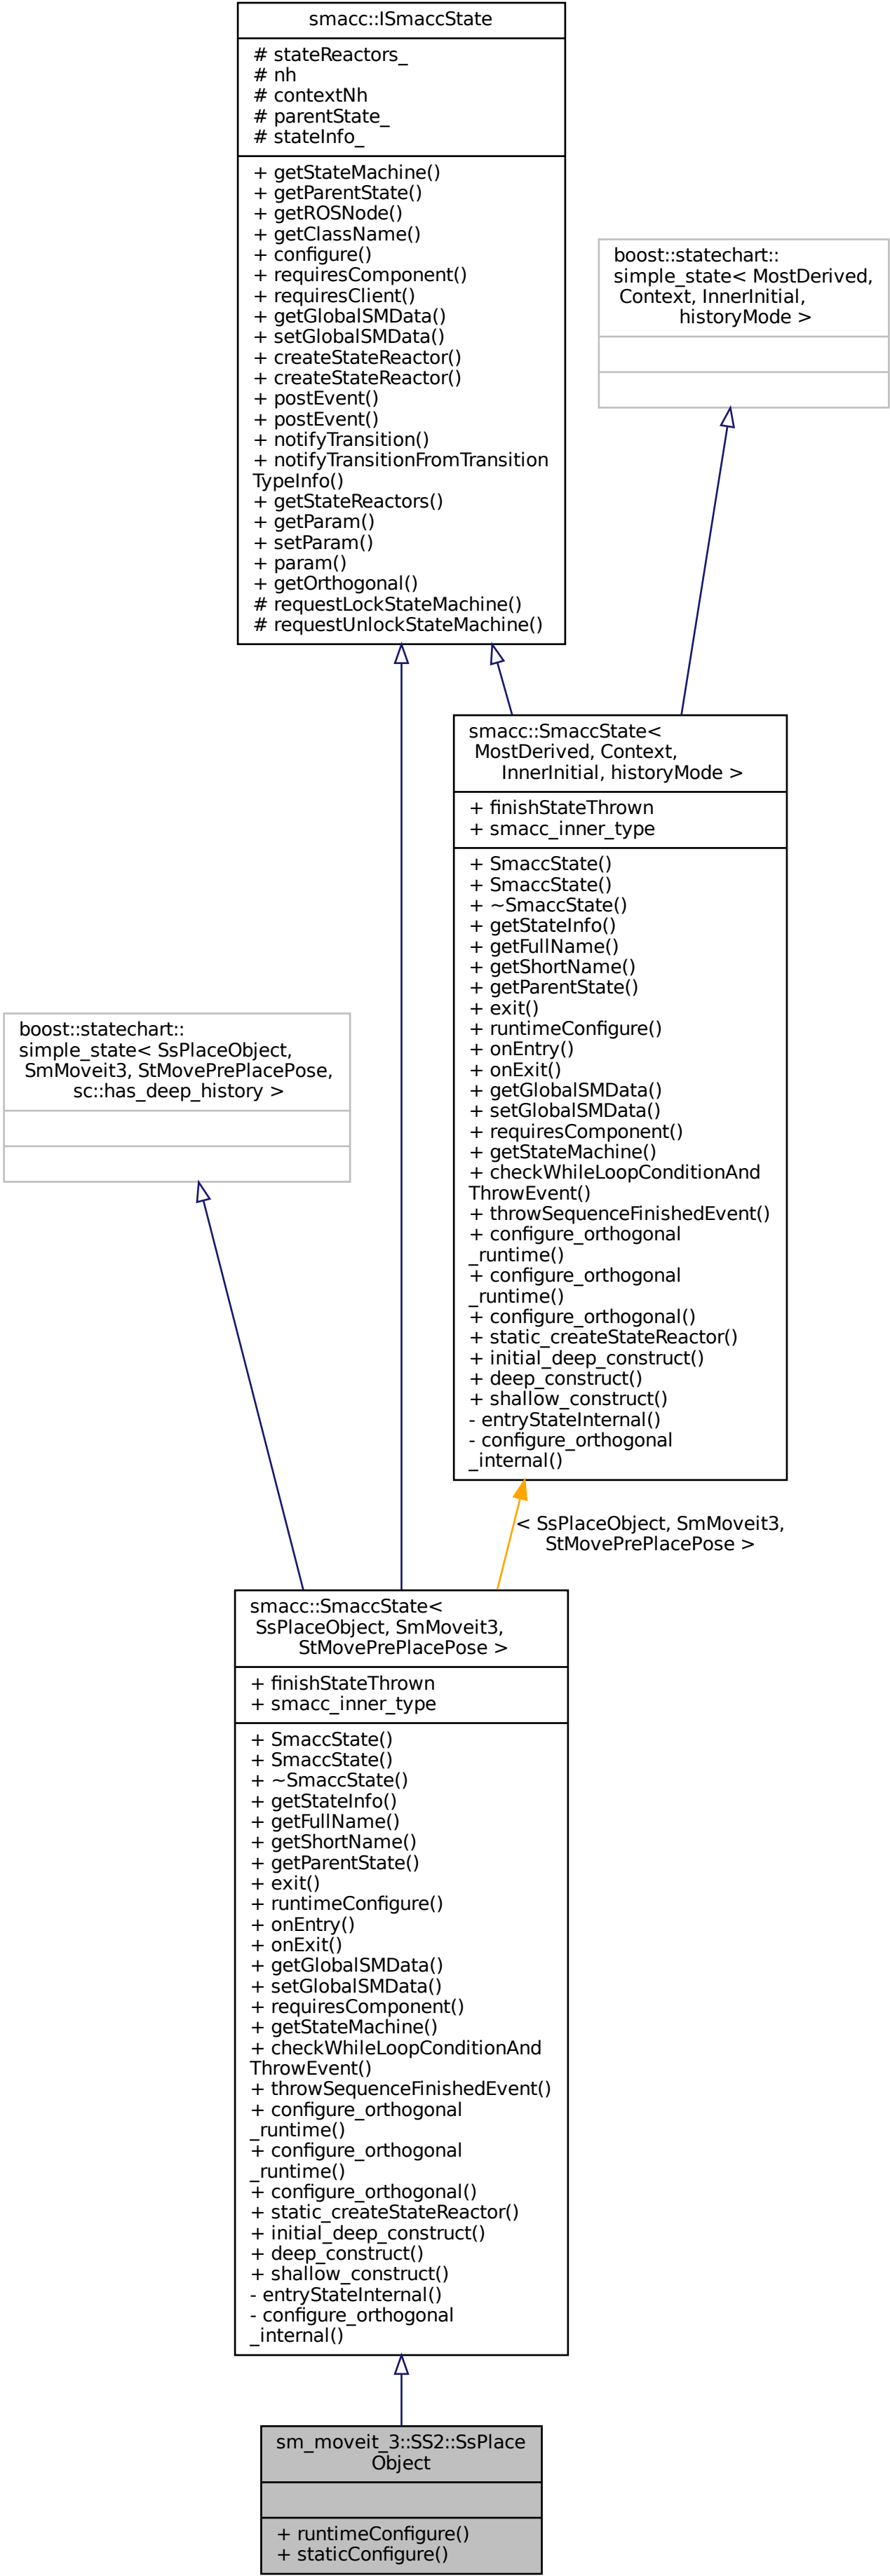 smacc::ISmaccState
# stateReactors_
# nh
# contextNh
# parentState_
# stateInfo_
+ getStateMachine()
+ getParentState()
+ getROSNode()
+ getClassName()
+ configure()
+ requiresComponent()
+ requiresClient()
+ getGlobalSMData()
+ setGlobalSMData()
+ createStateReactor()
+ createStateReactor()
+ postEvent()
+ postEvent()
+ notifyTransition()
+ notifyTransitionFromTransition
TypeInfo()
+ getStateReactors()
+ getParam()
+ setParam()
+ param()
+ getOrthogonal()
# requestLockStateMachine()
# requestUnlockStateMachine()
boost::statechart::
simple_state< MostDerived,
Context, InnerInitial,
historyMode >
smacc::SmaccState<
MostDerived, Context,
InnerInitial, historyMode >
+ finishStateThrown
+ smacc_inner_type
+ SmaccState()
+ SmaccState()
+ ~SmaccState()
+ getStateInfo()
+ getFullName()
+ getShortName()
+ getParentState()
+ exit()
+ runtimeConfigure()
+ onEntry()
+ onExit()
+ getGlobalSMData()
+ setGlobalSMData()
+ requiresComponent()
+ getStateMachine()
+ checkWhileLoopConditionAnd
ThrowEvent()
+ throwSequenceFinishedEvent()
+ configure_orthogonal
_runtime()
+ configure_orthogonal
_runtime()
+ configure_orthogonal()
+ static_createStateReactor()
+ initial_deep_construct()
+ deep_construct()
+ shallow_construct()
- entryStateInternal()
- configure_orthogonal
_internal()
boost::statechart::
simple_state< SsPlaceObject,
SmMoveit3, StMovePrePlacePose,
sc::has_deep_history >
< SsPlaceObject, SmMoveit3,
StMovePrePlacePose >
smacc::SmaccState<
SsPlaceObject, SmMoveit3,
StMovePrePlacePose >
+ finishStateThrown
+ smacc_inner_type
+ SmaccState()
+ SmaccState()
+ ~SmaccState()
+ getStateInfo()
+ getFullName()
+ getShortName()
+ getParentState()
+ exit()
+ runtimeConfigure()
+ onEntry()
+ onExit()
+ getGlobalSMData()
+ setGlobalSMData()
+ requiresComponent()
+ getStateMachine()
+ checkWhileLoopConditionAnd
ThrowEvent()
+ throwSequenceFinishedEvent()
+ configure_orthogonal
_runtime()
+ configure_orthogonal
_runtime()
+ configure_orthogonal()
+ static_createStateReactor()
+ initial_deep_construct()
+ deep_construct()
+ shallow_construct()
- entryStateInternal()
- configure_orthogonal
_internal()
sm_moveit_3::SS2::SsPlace
Object
+ runtimeConfigure()
+ staticConfigure()